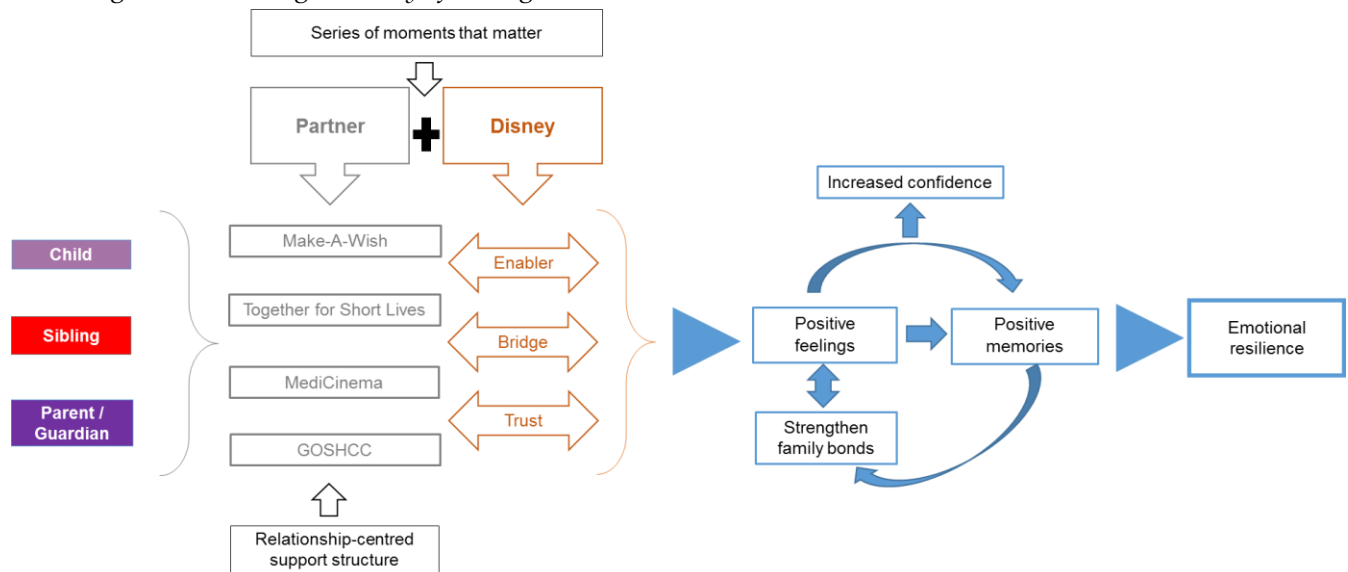 Series of moments that matter
Partner
Disney
Increased confidence
Child
Make-A-Wish
Enabler
Together for Short Lives
Sibling
Bridge
Positive
feelings
Positive
memories
Emotional
resilience
MediCinema
Parent /
Guardian
Trust
Strengthen
family bonds
GOSHCC
Relationship-centred
support structure